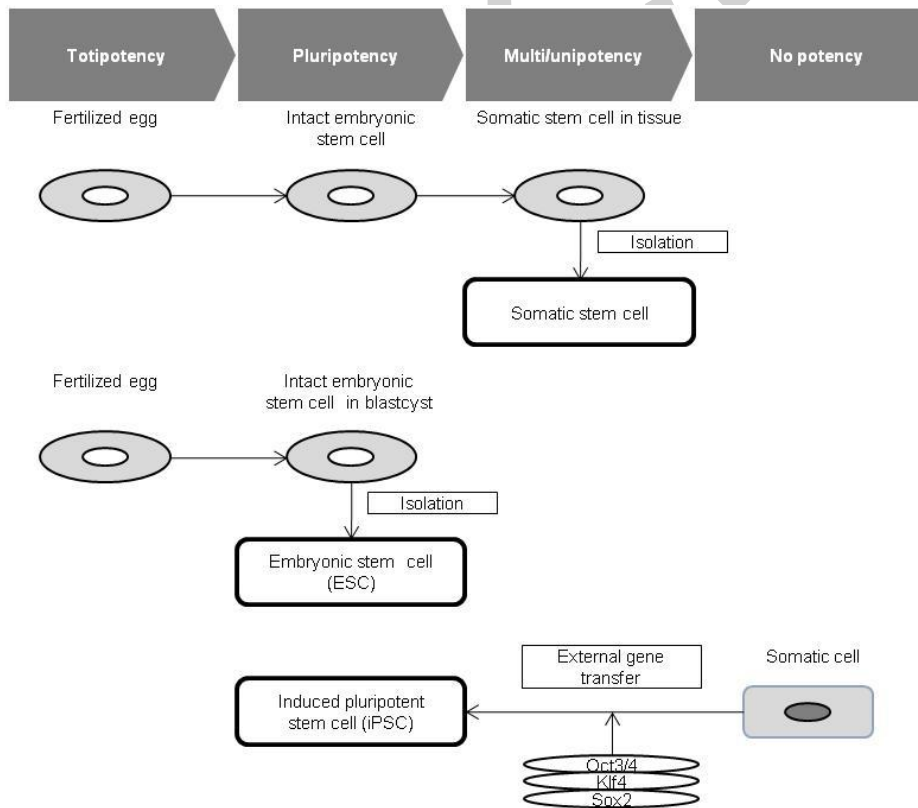 Totipotency
Pluripotency
Multi/unipotency
No potency
Fertilized egg
Intact embryonic
stem cell
Somatic stem cell in tissue
Isolation
Somatic stem cell
Fertilized egg
Intact embryonic
stem cell in blastcyst
Isolation
Embryonic stem cell
(ESC)
External gene
transfer
Somatic cell
Induced pluripotent
stem cell (iPSC)
Oct3/4
Klf4
Sox2